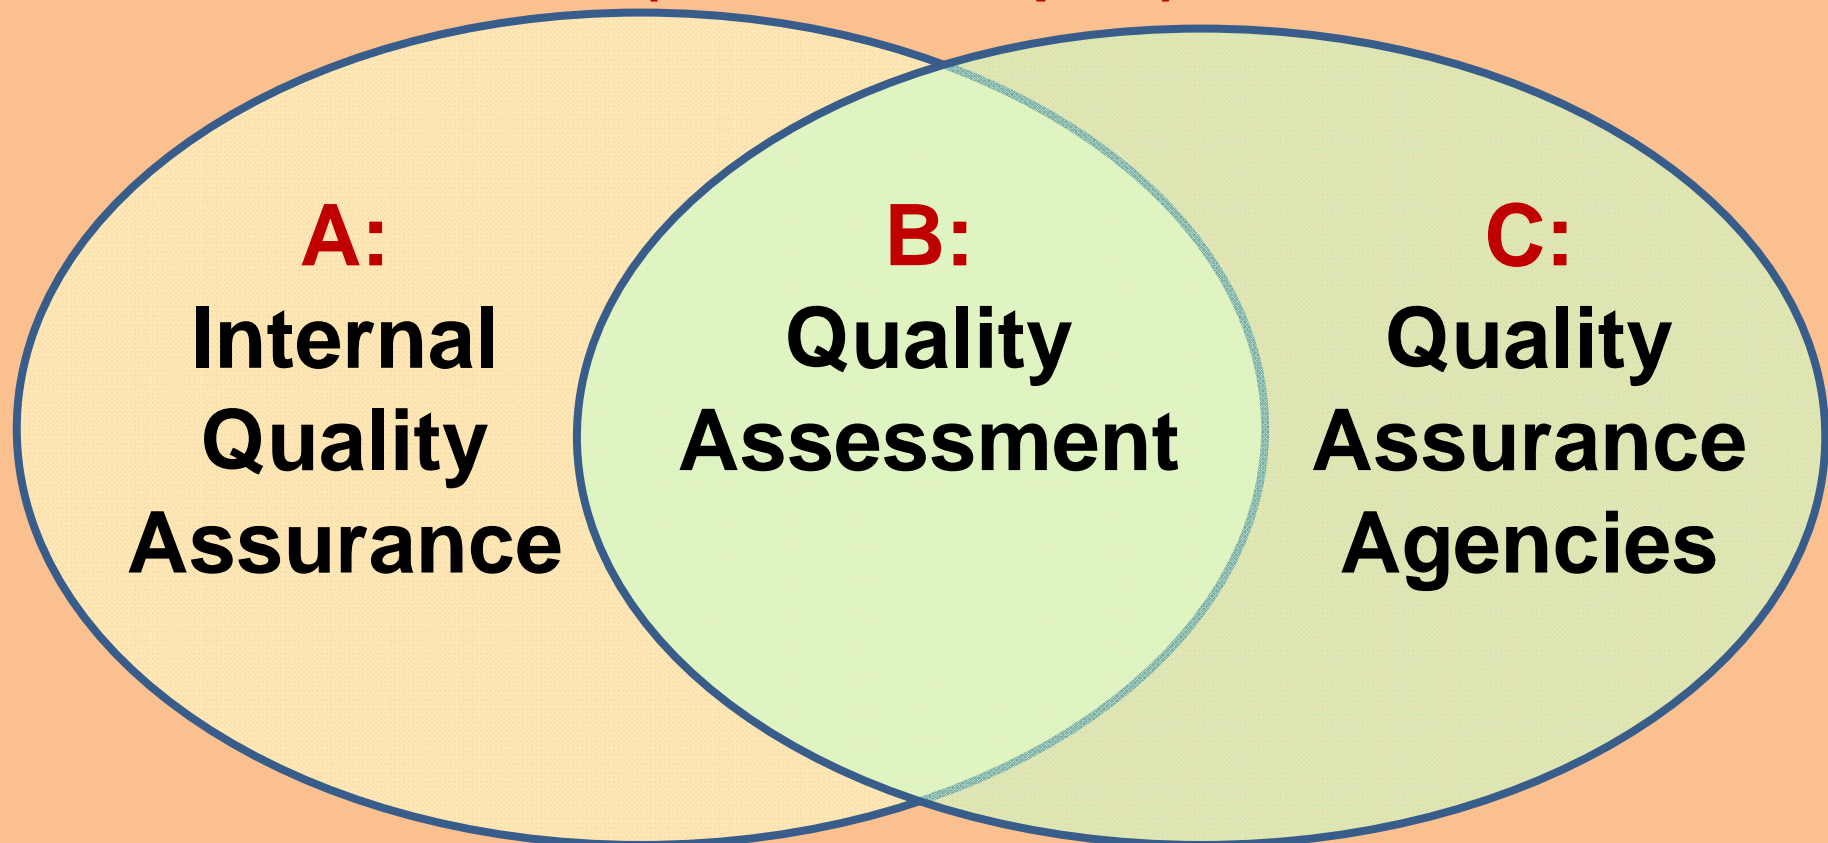 A:
Internal
Quality
Assurance
B:
Quality
Assessment
C:
Quality
Assurance
Agencies